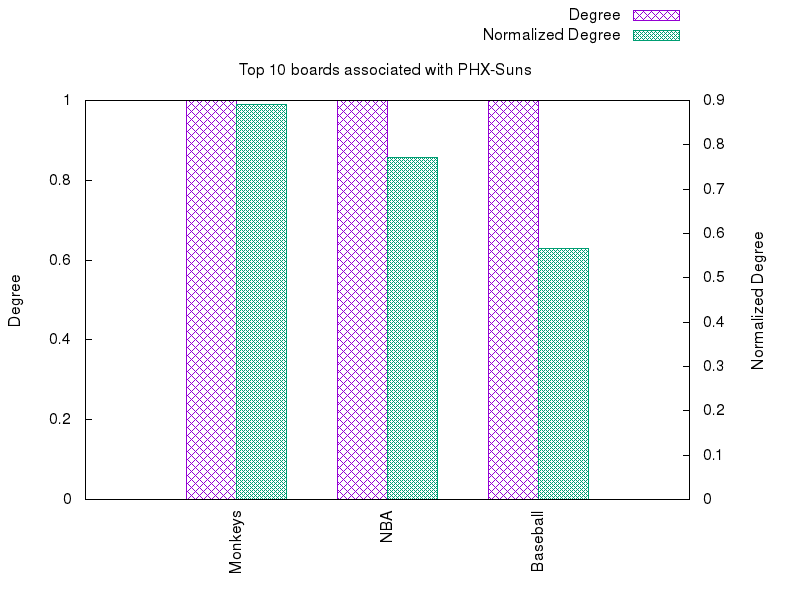 Degree
Normalized Degree
Top 10 boards associated with PHX-Suns
1
0.8
0.6
0.4
0.2
0
Degree
0.9
0.8
0.7
0.6
0.5
0.4
0.3
0.2
0.1
0
Normalized Degree
Monkeys
NBA
Baseball